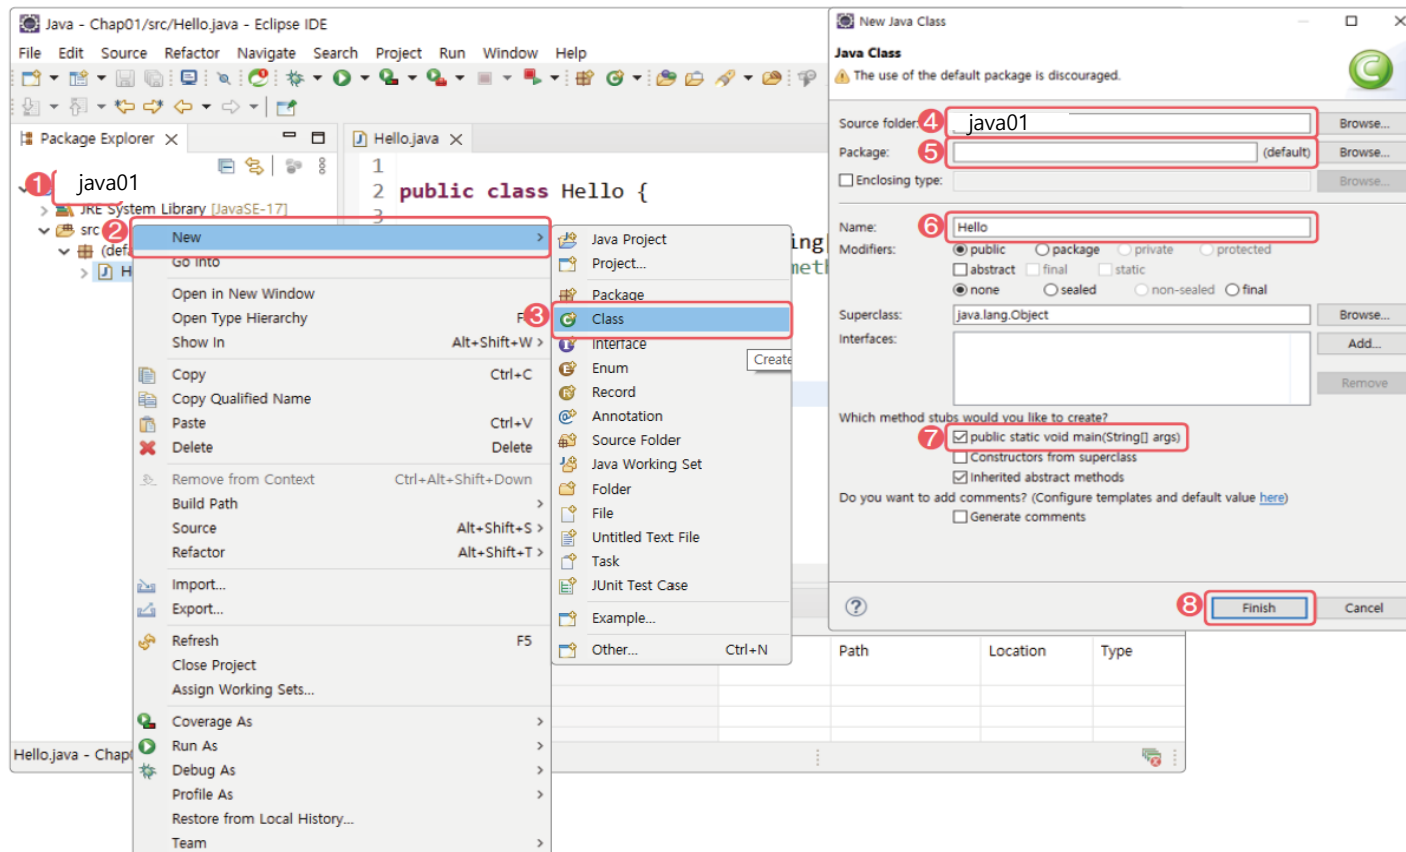 Java - Chap01/src/Hello.java - Eclipse IDE
File Edit Source Refactor Navigate Search Project Run Window Help
Package Explorer
Hello.java
1
2 public class Hello {
3
1
java01
JRE System Library [JavaSE-17]
src
2
New
Go Into
Open in New Window
Open Type Hierarchy
Show In Alt+Shift+W >
Copy Ctrl+C
Copy Qualified Name
Paste Ctrl+V
Delete Delete
Remove from Context Ctrl+Alt+Shift+Down
Build Path >
Source Alt+Shift+S >
Refactor Alt+Shift+T >
Import...
Export...
Refresh F5
Close Project
Assign Working Sets...
Coverage As >
Run As >
Debug As >
Profile As >
Restore from Local History...
Team >
Java Project
Project...
Package
3
Class
Interface
Enum
Record
Annotation
Source Folder
Java Working Set
Folder
File
Untitled Text File
Task
JUnit Test Case
Example...
Other... Ctrl+N
Create
New Java Class
Java Class
The use of the default package is discouraged.
Source folder: 4 java01 Browse...
Package: 5 (default) Browse...
Enclosing type: Browse...
Name: 6 Hello
Modifiers: public package private protected
abstract final static
none sealed non-sealed final
Superclass: java.lang.Object Browse...
Interfaces: Add...
Remove
Which method stubs would you like to create?
7 public static void main(String[] args)
Constructors from superclass
Inherited abstract methods
Do you want to add comments? (Configure templates and default value here)
Generate comments
? 8 Finish Cancel
Path Location Type
Hello.java - Chap